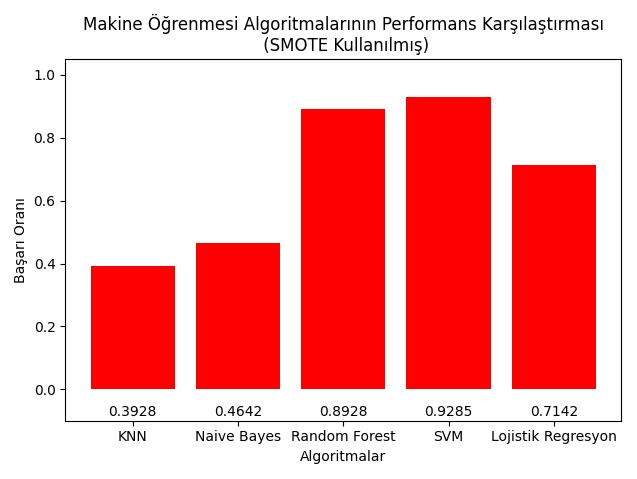 Makine Öğrenmesi Algoritmalarının Performans Karşılaştırması
(SMOTE Kullanılmış)
Başarı Oranı
1.0
0.8
0.6
0.4
0.2
0.0
0.3928 0.4642 0.8928 0.9285 0.7142
KNN Naive Bayes Random Forest SVM Lojistik Regresyon
Algoritmalar